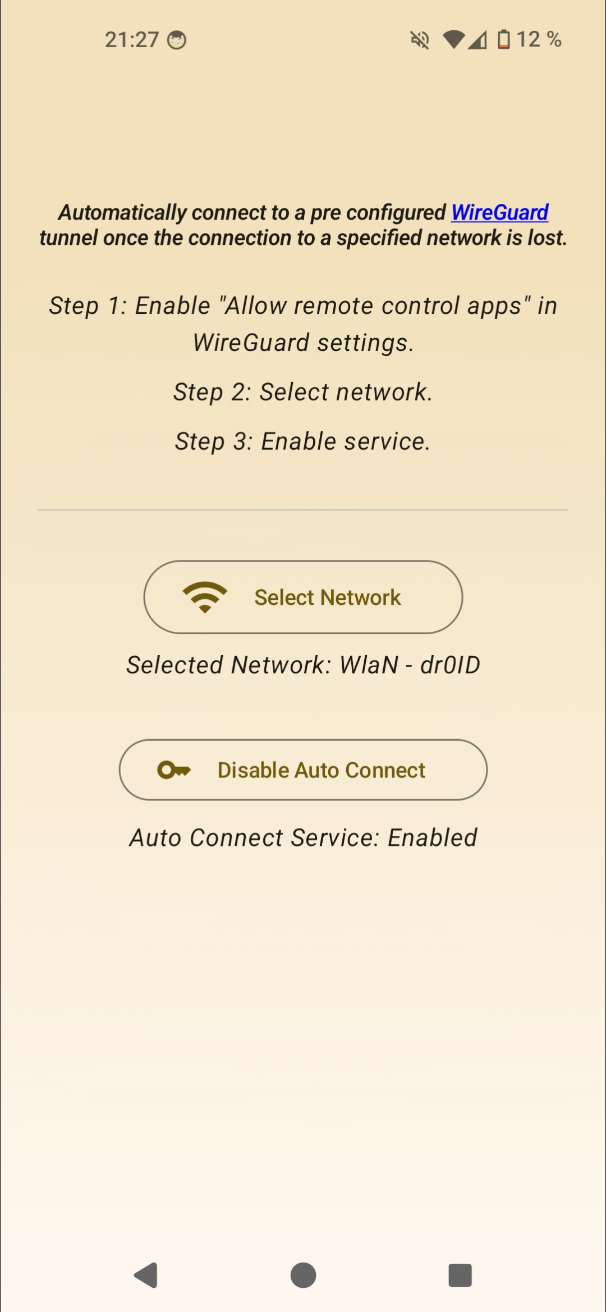 21:27 12 %
Automatically connect to a pre configured WireGuard
tunnel once the connection to a specified network is lost.
Step 1: Enable "Allow remote control apps" in
WireGuard settings.
Step 2: Select network.
Step 3: Enable service.
Select Network
Selected Network: WlaN - dr0ID
Disable Auto Connect
Auto Connect Service: Enabled